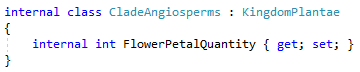 internal class CladeAngiosperms : KingdomPlantae
{
    internal int FlowerPetalQuantity { get; set; }
}